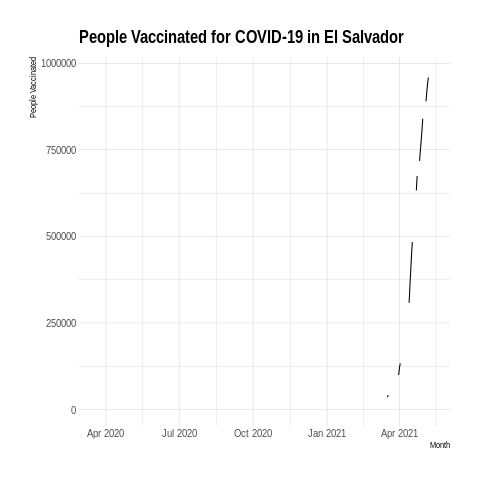 People Vaccinated for COVID-19 in El Salvador
People Vaccinated
1000000
750000
500000
250000
0
Apr 2020 Jul 2020 Oct 2020 Jan 2021 Apr 2021
Month